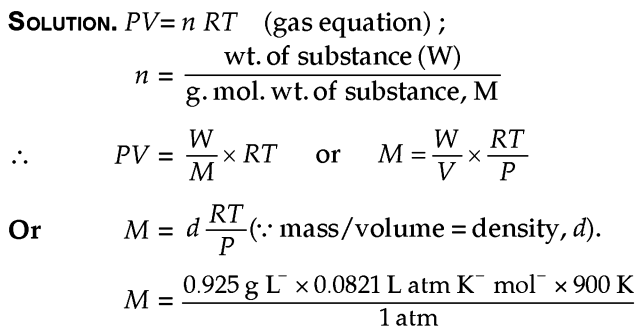 SOLUTION. PV= n RT (gas equation) ;
n = wt. of substance (W) / g. mol. wt. of substance, M
∴ PV = W/M × RT or M = W/V × RT/P
Or M = d RT/P (∵ mass/volume = density, d).
M = 0.925 g L⁻ × 0.0821 L atm K⁻ mol⁻ × 900 K / 1 atm